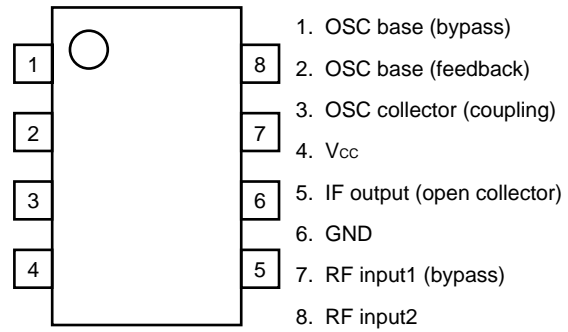 1
2
3
4
8
7
6
5
1. OSC base (bypass)
2. OSC base (feedback)
3. OSC collector (coupling)
4. Vcc
5. IF output (open collector)
6. GND
7. RF input1 (bypass)
8. RF input2